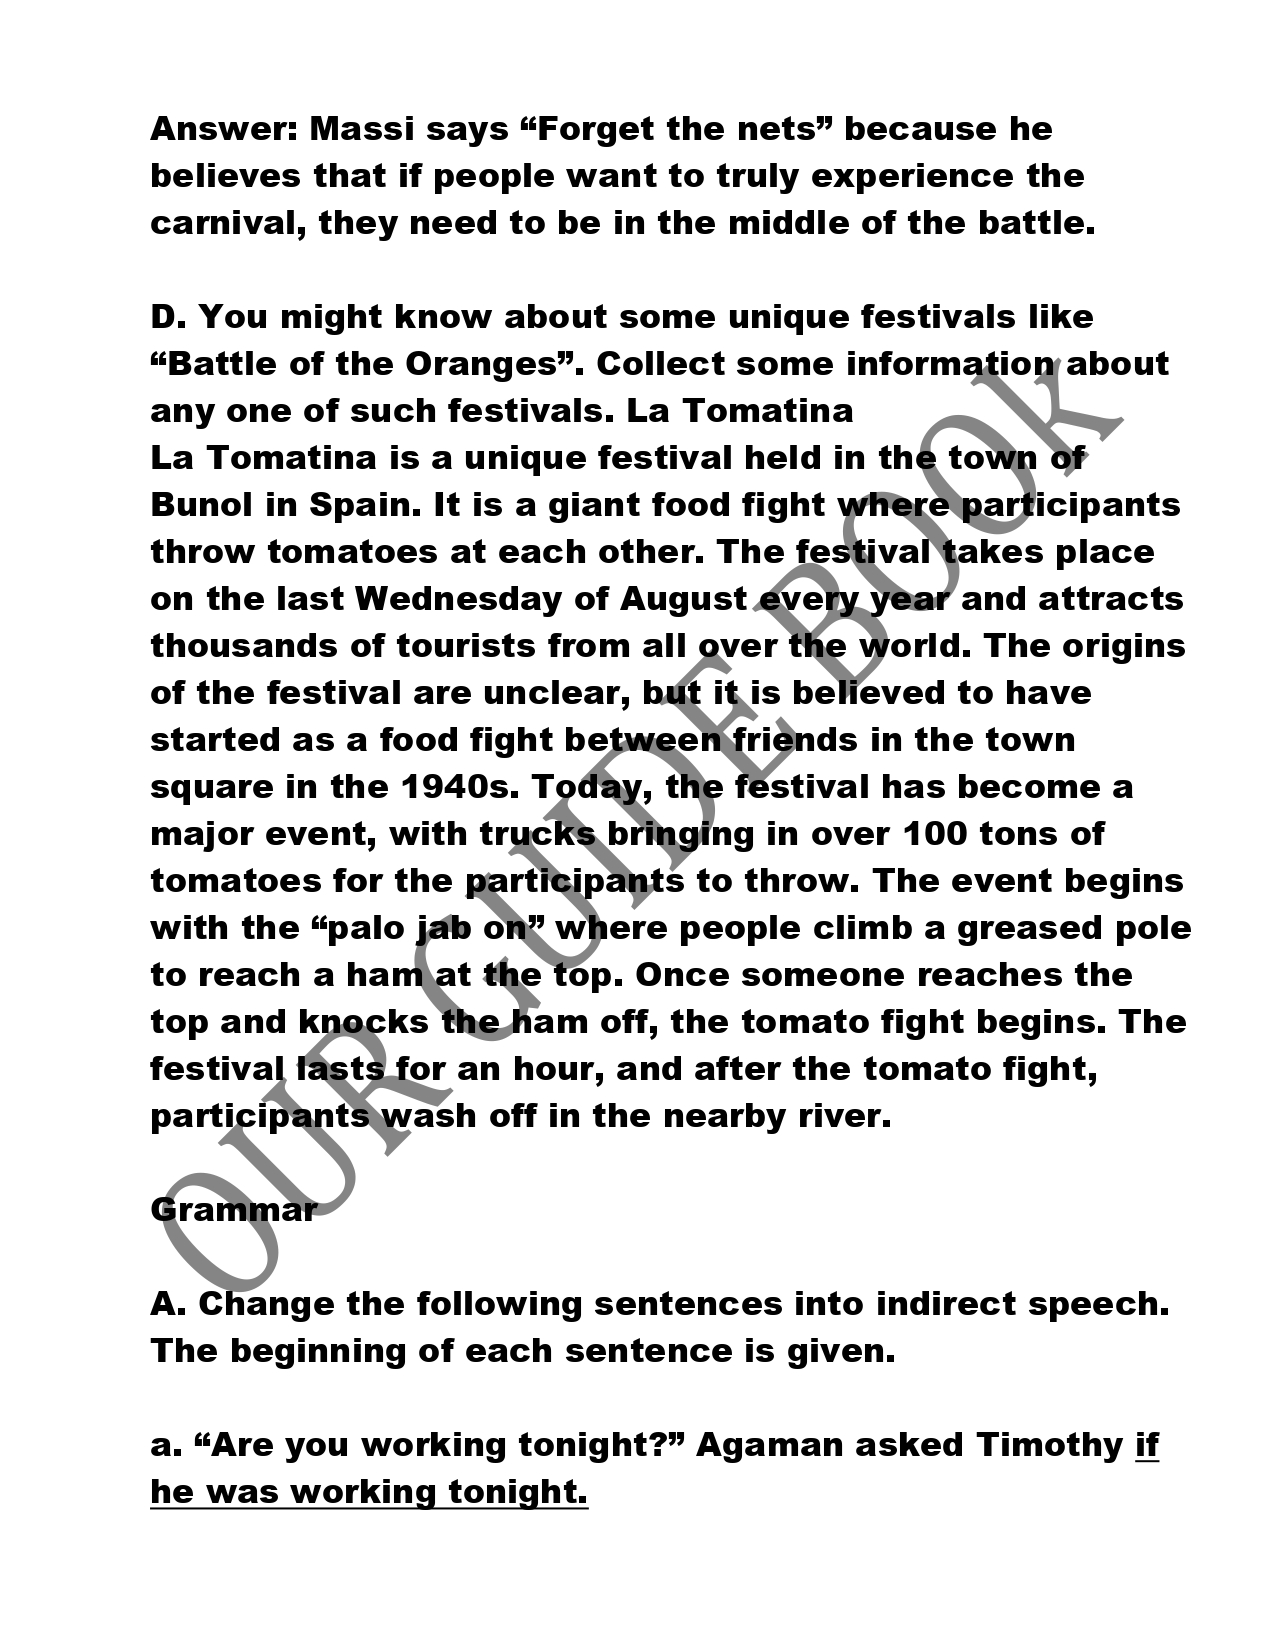 Answer: Massi says “Forget the nets” because he
believes that if people want to truly experience the
carnival, they need to be in the middle of the battle.
D. You might know about some unique festivals like
“Battle of the Oranges”. Collect some information about
any one of such festivals. La Tomatina
La Tomatina is a unique festival held in the town of
Bunol in Spain. It is a giant food fight where participants
throw tomatoes at each other. The festival takes place
on the last Wednesday of August every year and attracts
thousands of tourists from all over the world. The origins
of the festival are unclear, but it is believed to have
started as a food fight between friends in the town
square in the 1940s. Today, the festival has become a
major event, with trucks bringing in over 100 tons of
tomatoes for the participants to throw. The event begins
with the “palo jab on” where people climb a greased pole
to reach a ham at the top. Once someone reaches the
top and knocks the ham off, the tomato fight begins. The
festival lasts for an hour, and after the tomato fight,
participants wash off in the nearby river.
Grammar
A. Change the following sentences into indirect speech.
The beginning of each sentence is given.
a. “Are you working tonight?” Agaman asked Timothy if
he was working tonight.
OUR GUIDE BOOk